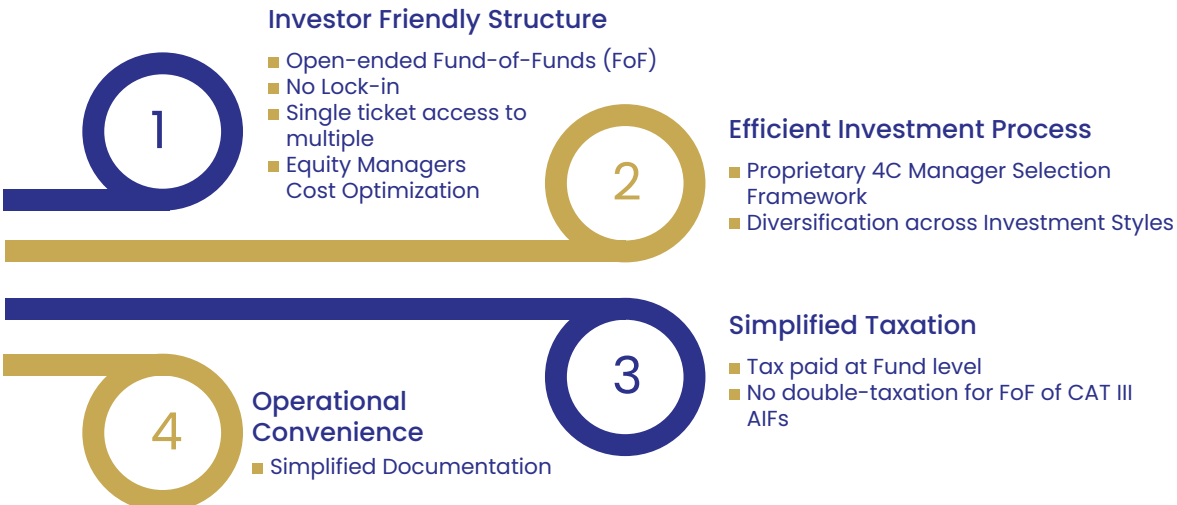 Investor Friendly Structure
1
■ Open-ended Fund-of-Funds (FoF)
■ No Lock-in
■ Single ticket access to
multiple
■ Equity Managers
Cost Optimization
2
Efficient Investment Process
■ Proprietary 4C Manager Selection
Framework
■ Diversification across Investment Styles
3
Simplified Taxation
■ Tax paid at Fund level
■ No double-taxation for FoF of CAT III
AIFs
4
Operational
Convenience
■ Simplified Documentation